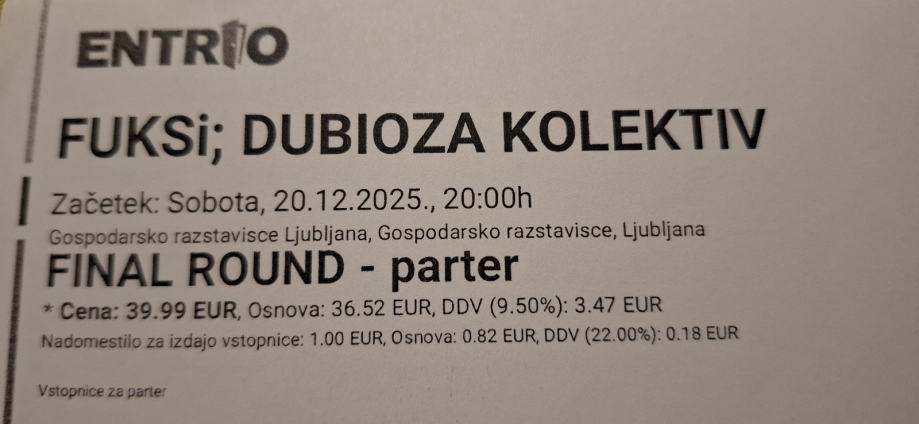 ENTRIO
FUKSi; DUBIOZA KOLEKTIV
Začetek: Sobota, 20.12.2025., 20:00h
Gospodarsko razstavisce Ljubljana, Gospodarsko razstavisce, Ljubljana
FINAL ROUND - parter
* Cena: 39.99 EUR, Osnova: 36.52 EUR, DDV (9.50%): 3.47 EUR
Nadomestilo za izdajo vstopnice: 1.00 EUR, Osnova: 0.82 EUR, DDV (22.00%): 0.18 EUR
Vstopnice za parter